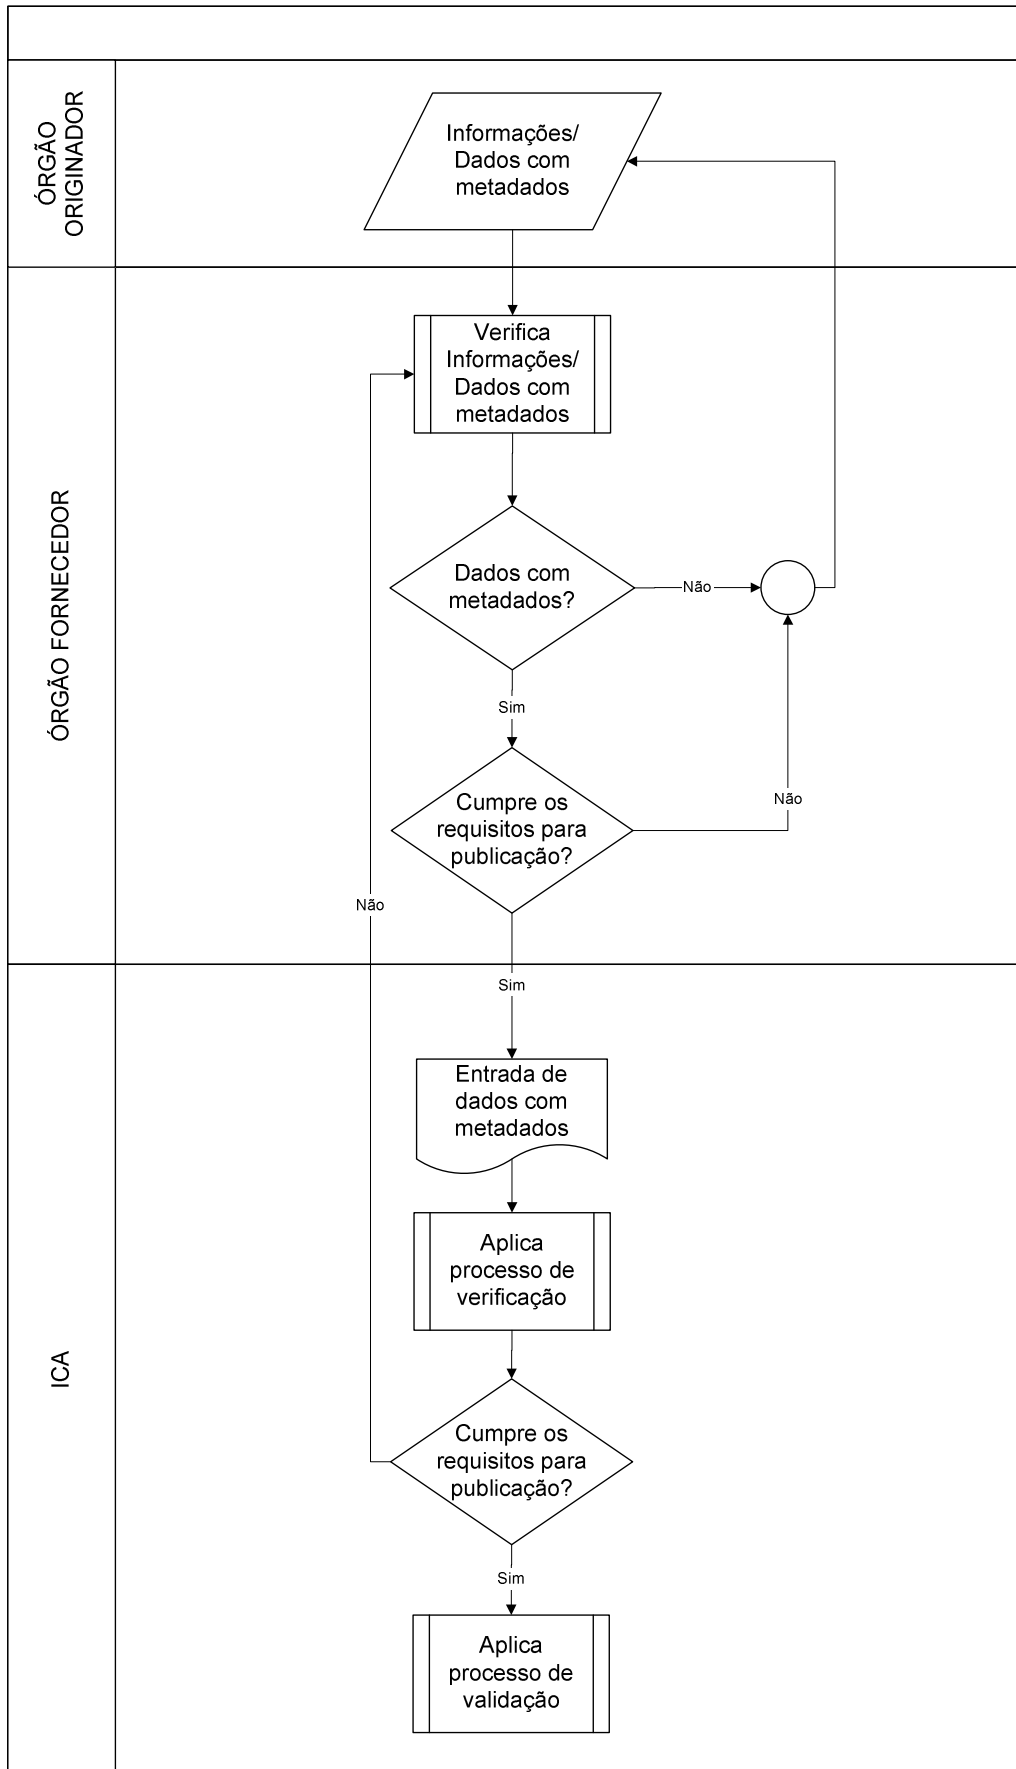 ÓRGÃO
ORIGINADOR
Informações/
Dados com
metadados
ÓRGÃO FORNECEDOR
Verifica
Informações/
Dados com
metadados
Dados com
metadados?
Não
Sim
Cumpre os
requisitos para
publicação?
Não
Não
Sim
ICA
Entrada de
dados com
metadados
Aplica
processo de
verificação
Cumpre os
requisitos para
publicação?
Sim
Aplica
processo de
validação